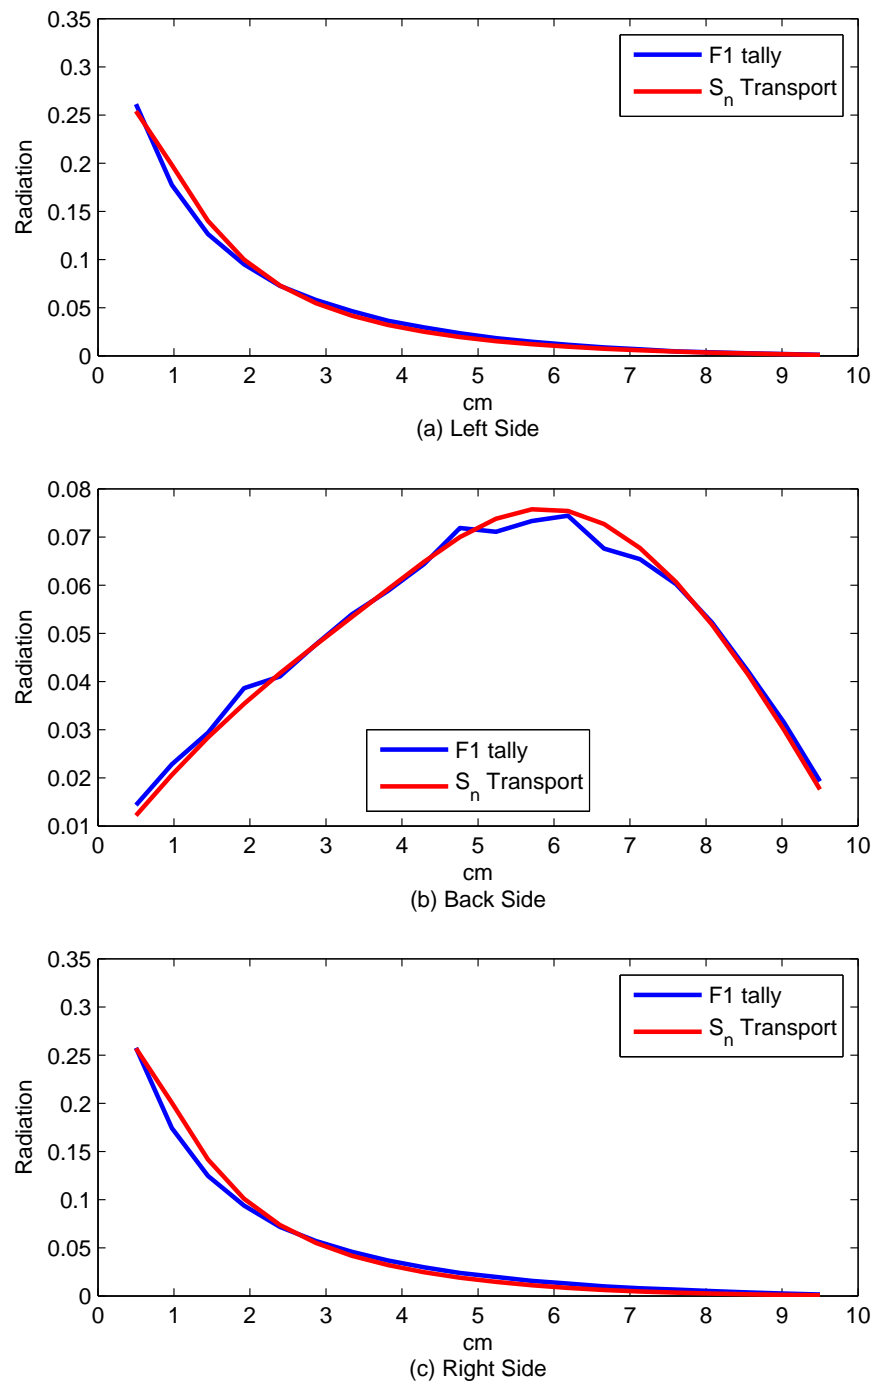 0.35
0.3
0.25
0.2
0.15
0.1
0.05
0
Radiation
F1 tally
Sn Transport
0 1 2 3 4 5 6 7 8 9 10
cm
(a) Left Side
0.08
0.07
0.06
0.05
0.04
0.03
0.02
0.01
Radiation
F1 tally
Sn Transport
0 1 2 3 4 5 6 7 8 9 10
cm
(b) Back Side
0.35
0.3
0.25
0.2
0.15
0.1
0.05
0
Radiation
F1 tally
Sn Transport
0 1 2 3 4 5 6 7 8 9 10
cm
(c) Right Side